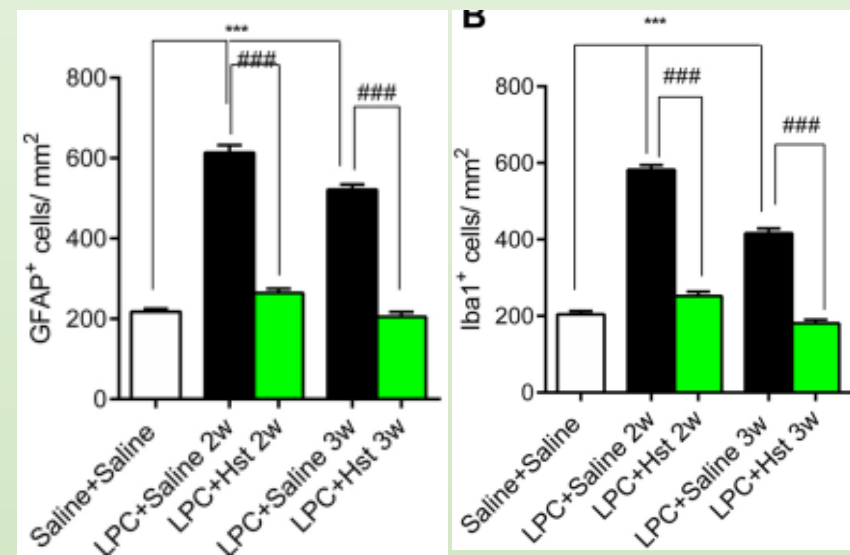 ***
###
###
800
600
400
200
0
GFAP⁺ cells/ mm²
Saline+Saline
LPC+Saline 2w
LPC+Hst 2w
LPC+Saline 3w
LPC+Hst 3w
B
***
###
###
800
600
400
200
0
Iba1⁺ cells/ mm²
Saline+Saline
LPC+Saline 2w
LPC+Hst 2w
LPC+Saline 3w
LPC+Hst 3w